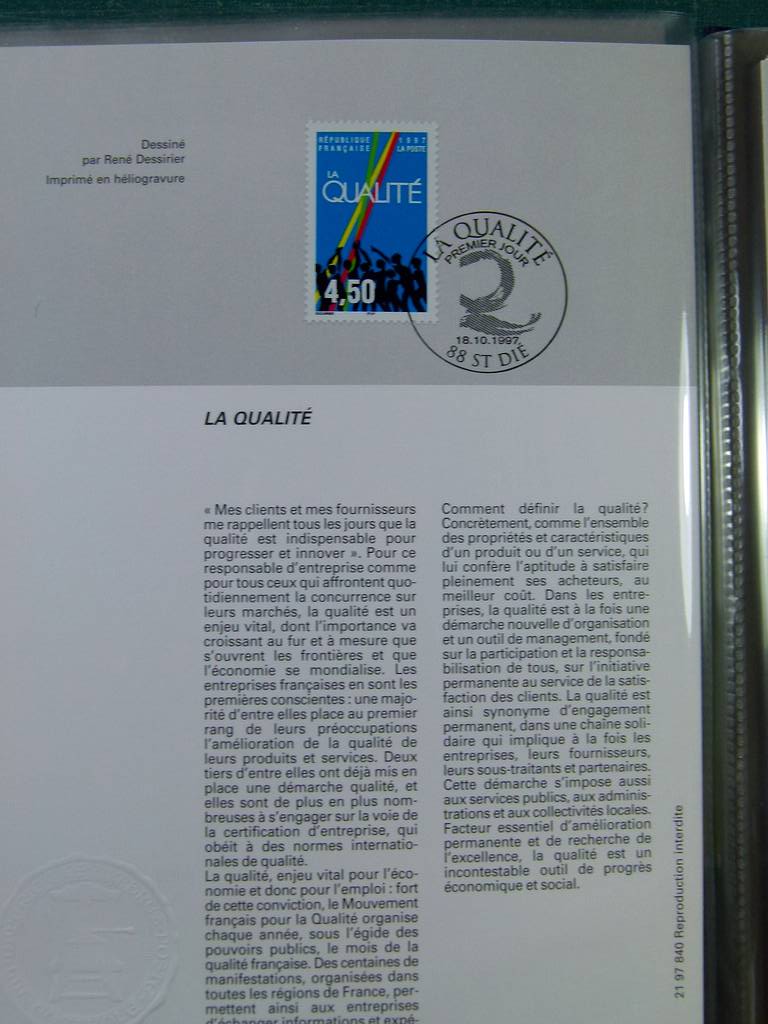 Dessiné
par René Dessirier
Imprimé en héliogravure
RÉPUBLIQUE
FRANÇAISE
1997
LA POSTE
LA
QUALITÉ
4,50
LA QUALITÉ
PREMIER JOUR
18.10.1997
88 ST DIÉ
LA QUALITÉ
« Mes clients et mes fournisseurs
me rappellent tous les jours que la
qualité est indispensable pour
progresser et innover ». Pour ce
responsable d'entreprise comme
pour tous ceux qui affrontent quo-
tidiennement la concurrence sur
leurs marchés, la qualité est un
enjeu vital, dont l'importance va
croissant au fur et à mesure que
s'ouvrent les frontières et que
l'économie se mondialise. Les
entreprises françaises en sont les
premières conscientes : une majo-
rité d'entre elles place au premier
rang de leurs préoccupations
l'amélioration de la qualité de
leurs produits et services. Deux
tiers d'entre elles ont déjà mis en
place une démarche qualité, et
elles sont de plus en plus nom-
breuses à s'engager sur la voie de
la certification d'entreprise, qui
obéit à des normes internatio-
nales de qualité.
La qualité, enjeu vital pour l'éco-
nomie et donc pour l'emploi : fort
de cette conviction, le Mouvement
français pour la Qualité organise
chaque année, sous l'égide des
pouvoirs publics, le mois de la
qualité française. Des centaines de
manifestations, organisées dans
toutes les régions de France, per-
mettent ainsi aux entreprises
d'échanger informations et expé-
Comment définir la qualité?
Concrètement, comme l'ensemble
des propriétés et caractéristiques
d'un produit ou d'un service, qui
lui confère l'aptitude à satisfaire
pleinement ses acheteurs, au
meilleur coût. Dans les entre-
prises, la qualité est à la fois une
démarche nouvelle d'organisation
et un outil de management, fondé
sur la participation et la responsa-
bilisation de tous, sur l'initiative
permanente au service de la satis-
faction des clients. La qualité est
ainsi synonyme d'engagement
permanent, dans une chaîne soli-
daire qui implique à la fois les
entreprises, leurs fournisseurs,
leurs sous-traitants et partenaires.
Cette démarche s'impose aussi
aux services publics, aux adminis-
trations et aux collectivités locales.
Facteur essentiel d'amélioration
permanente et de recherche de
l'excellence, la qualité est un
incontestable outil de progrès
économique et social.
21 97 840 Reproduction interdite